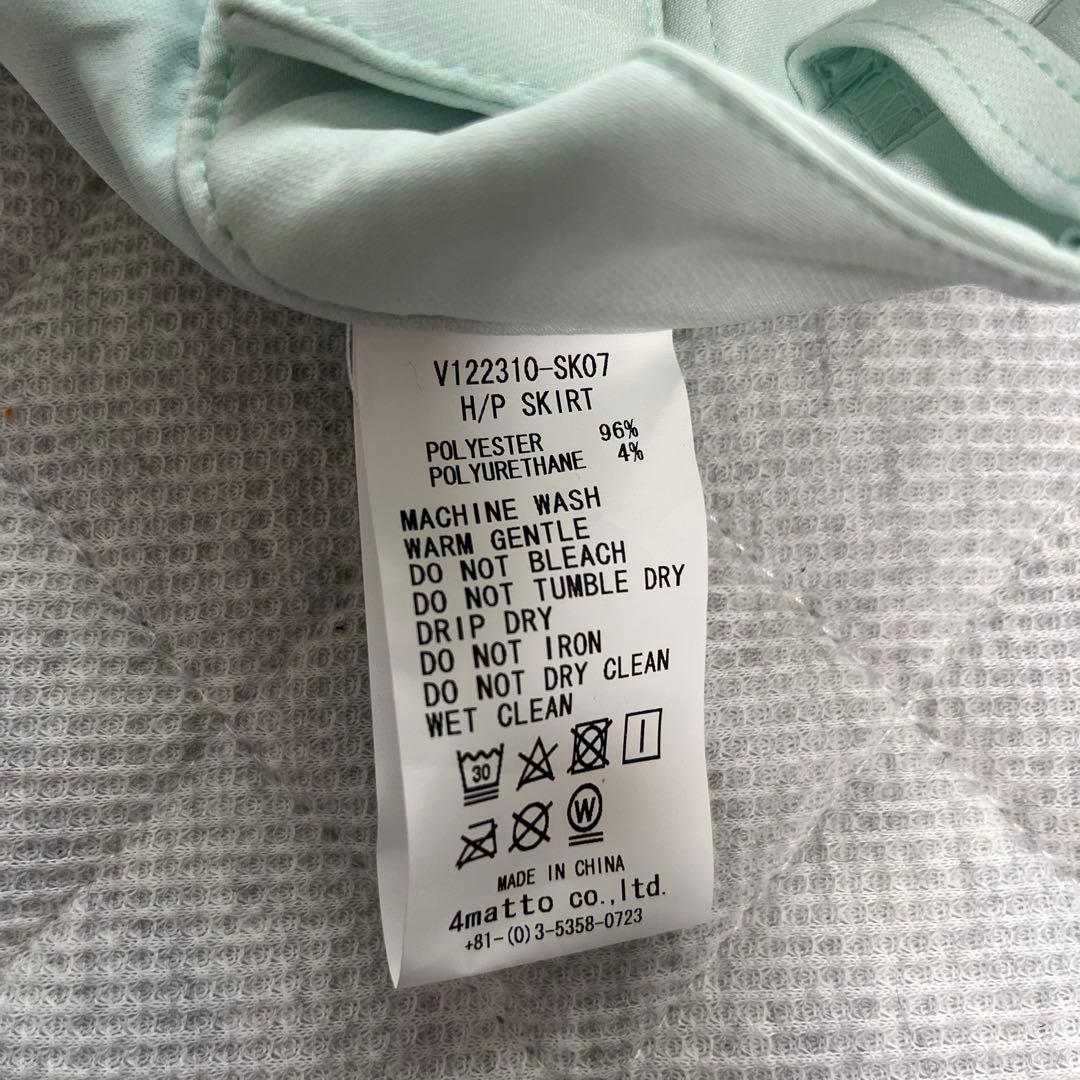 V122310-SK07
H/P SKIRT
POLYESTER 96%
POLYURETHANE 4%
MACHINE WASH
WARM GENTLE
DO NOT BLEACH
DO NOT TUMBLE DRY
DRIP DRY
DO NOT IRON
DO NOT DRY CLEAN
WET CLEAN
30
W
MADE IN CHINA
4matto co.,ltd.
+81-(0)3-5358-0723